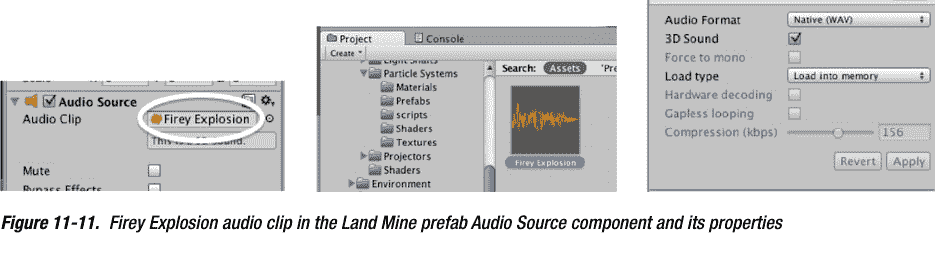 Audio Source
Audio Clip
Firey Explosion
Mute
Project
Console
Create
Particle Systems
Materials
Prefabs
scripts
Shaders
Textures
Projectors
Shaders
Environment
Search:
Assets
'Pre
Firey Explosion
Audio Format
Native (WAV)
3D Sound
Force to mono
Load type
Load into memory
Hardware decoding
Gapless looping
Compression (kbps)
156
Revert
Apply
Figure 11-11. Firey Explosion audio clip in the Land Mine prefab Audio Source component and its properties